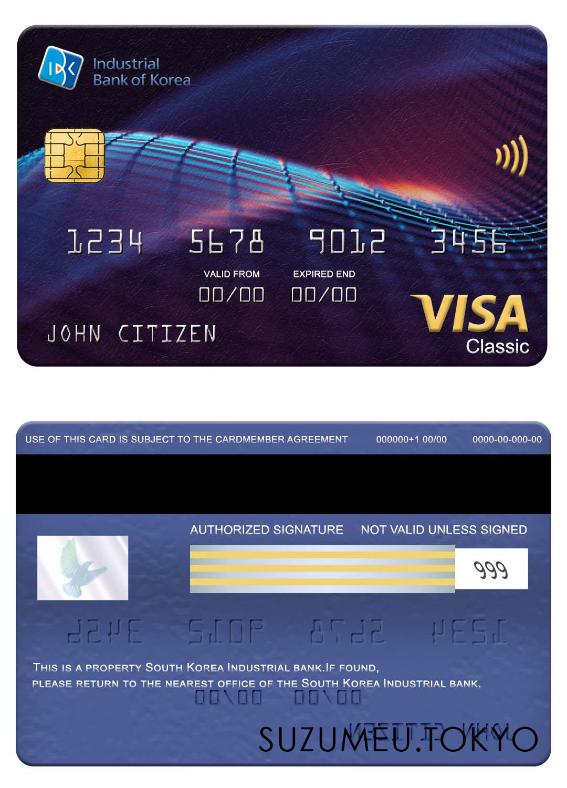 IBK
Industrial
Bank of Korea
1234 5678 9012 3456
VALID FROM EXPIRED END
00/00 00/00
JOHN CITIZEN
VISA
Classic
USE OF THIS CARD IS SUBJECT TO THE CARDMEMBER AGREEMENT 000000+1 00/00 0000-00-000-00
AUTHORIZED SIGNATURE NOT VALID UNLESS SIGNED
999
THIS IS A PROPERTY SOUTH KOREA INDUSTRIAL BANK.IF FOUND,
PLEASE RETURN TO THE NEAREST OFFICE OF THE SOUTH KOREA INDUSTRIAL BANK.
SUZUMEU.TOKYO